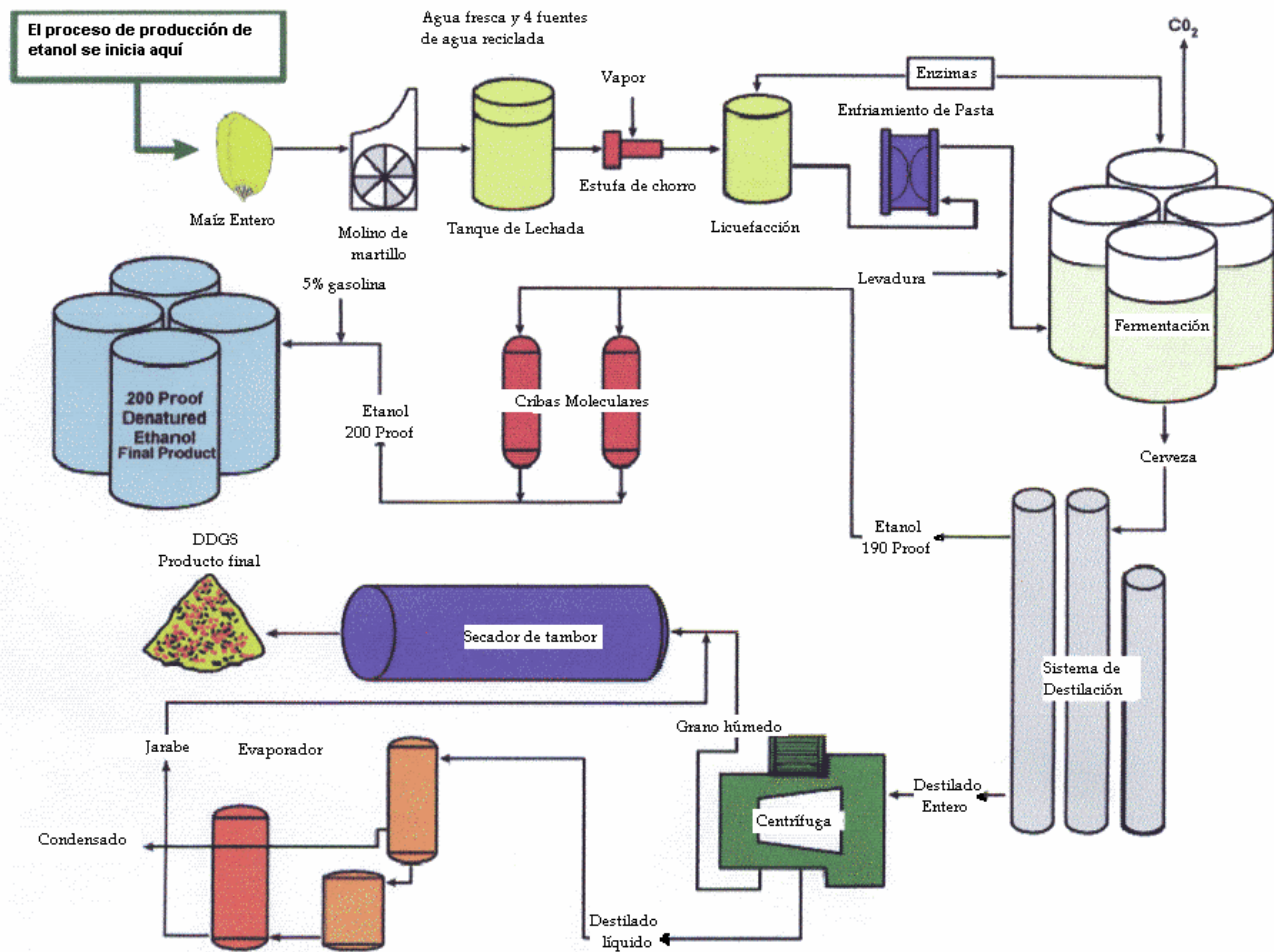 El proceso de producción de
etanol se inicia aquí
Agua fresca y 4 fuentes
de agua reciclada
CO2
Vapor
Enzimas
Enfriamiento de Pasta
Maíz Entero
Molino de
martillo
Tanque de Lechada
Estufa de chorro
Licuefacción
Levadura
Fermentación
5% gasolina
200 Proof
Denatured
Ethanol
Final Product
Etanol
200 Proof
Cribas Moleculares
Cerveza
Etanol
190 Proof
DDGS
Producto final
Secador de tambor
Sistema de
Destilación
Grano húmedo
Jarabe
Evaporador
Destilado
Entero
Centrífuga
Condensado
Destilado
líquido